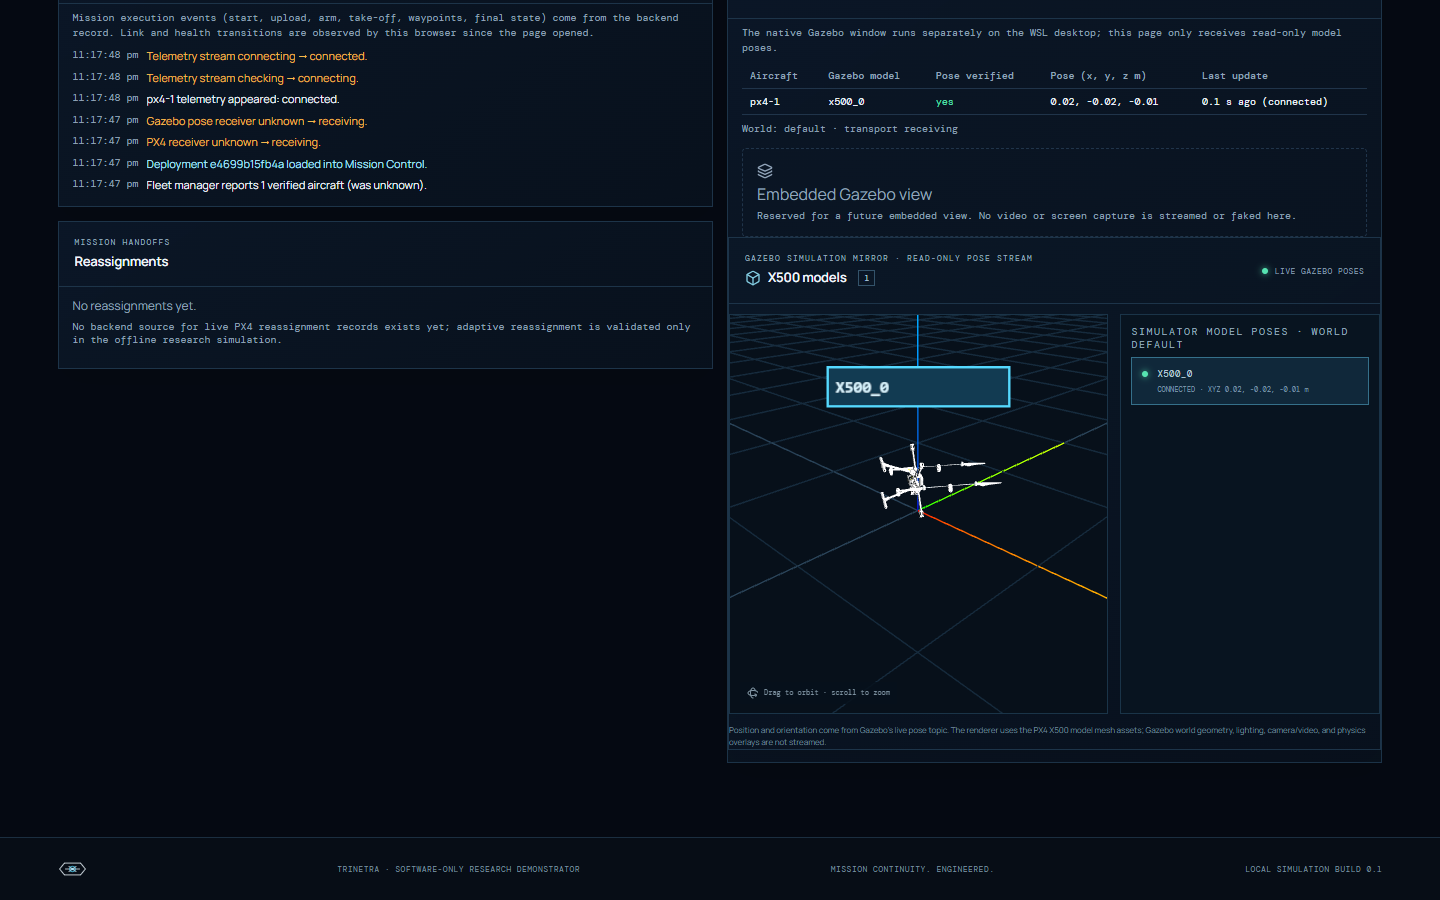 Mission execution events (start, upload, arm, take-off, waypoints, final state) come from the backend
record. Link and health transitions are observed by this browser since the page opened.
11:17:48 pm Telemetry stream connecting → connected.
11:17:48 pm Telemetry stream checking → connecting.
11:17:48 pm px4-1 telemetry appeared: connected.
11:17:47 pm Gazebo pose receiver unknown → receiving.
11:17:47 pm PX4 receiver unknown → receiving.
11:17:47 pm Deployment e4699b15fb4a loaded into Mission Control.
11:17:47 pm Fleet manager reports 1 verified aircraft (was unknown).
MISSION HANDOFFS
Reassignments
No reassignments yet.
No backend source for live PX4 reassignment records exists yet; adaptive reassignment is validated only
in the offline research simulation.
The native Gazebo window runs separately on the WSL desktop; this page only receives read-only model
poses.
Aircraft Gazebo model Pose verified Pose (x, y, z m) Last update
px4-1 x500_0 yes 0.02, -0.02, -0.01 0.1 s ago (connected)
World: default · transport receiving
Embedded Gazebo view
Reserved for a future embedded view. No video or screen capture is streamed or faked here.
GAZEBO SIMULATION MIRROR · READ-ONLY POSE STREAM
X500 models 1
LIVE GAZEBO POSES
X500_0
Drag to orbit · scroll to zoom
SIMULATOR MODEL POSES · WORLD
DEFAULT
X500_0
CONNECTED · XYZ 0.02, -0.02, -0.01 m
Position and orientation come from Gazebo's live pose topic. The renderer uses the PX4 X500 model mesh assets; Gazebo world geometry, lighting, camera/video, and physics
overlays are not streamed.
TRINETRA · SOFTWARE-ONLY RESEARCH DEMONSTRATOR
MISSION CONTINUITY. ENGINEERED.
LOCAL SIMULATION BUILD 0.1